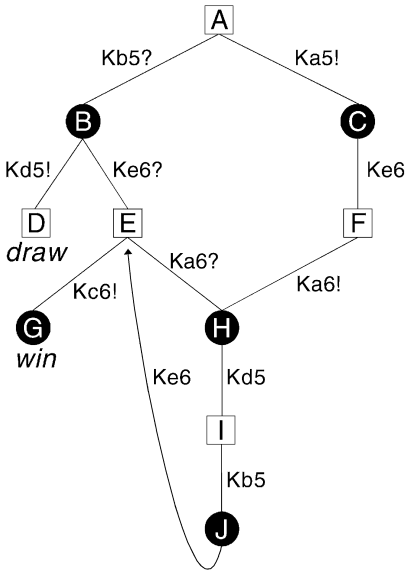 A
Kb5?
Ka5!
B
C
Kd5!
Ke6?
Ke6
D
E
F
draw
Ka6?
Kc6!
Ka6!
G
H
win
Ke6
Kd5
I
Kb5
J